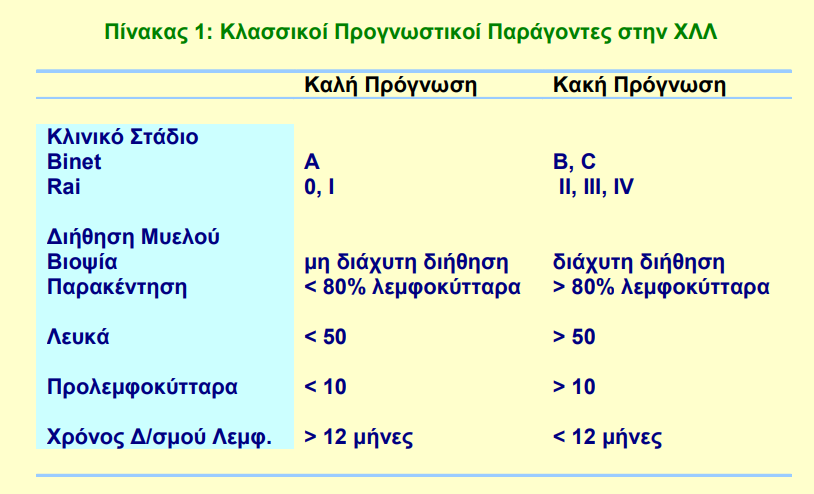 Πίνακας 1: Κλασσικοί Προγνωστικοί Παράγοντες στην ΧΛΛ
Καλή Πρόγνωση Κακή Πρόγνωση
Κλινικό Στάδιο
Binet A B, C
Rai 0, I II, III, IV
Διήθηση Μυελού
Βιοψία μη διάχυτη διήθηση διάχυτη διήθηση
Παρακέντηση < 80% λεμφοκύτταρα > 80% λεμφοκύτταρα
Λευκά < 50 > 50
Προλεμφοκύτταρα < 10 > 10
Χρόνος Δ/σμού Λεμφ. > 12 μήνες < 12 μήνες